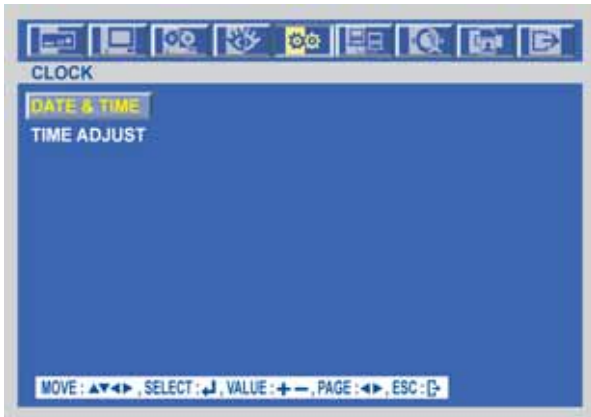 CLOCK
DATE & TIME
TIME ADJUST
MOVE : ▲▼◄► , SELECT : ↲ , VALUE : + − , PAGE : ◄► , ESC :